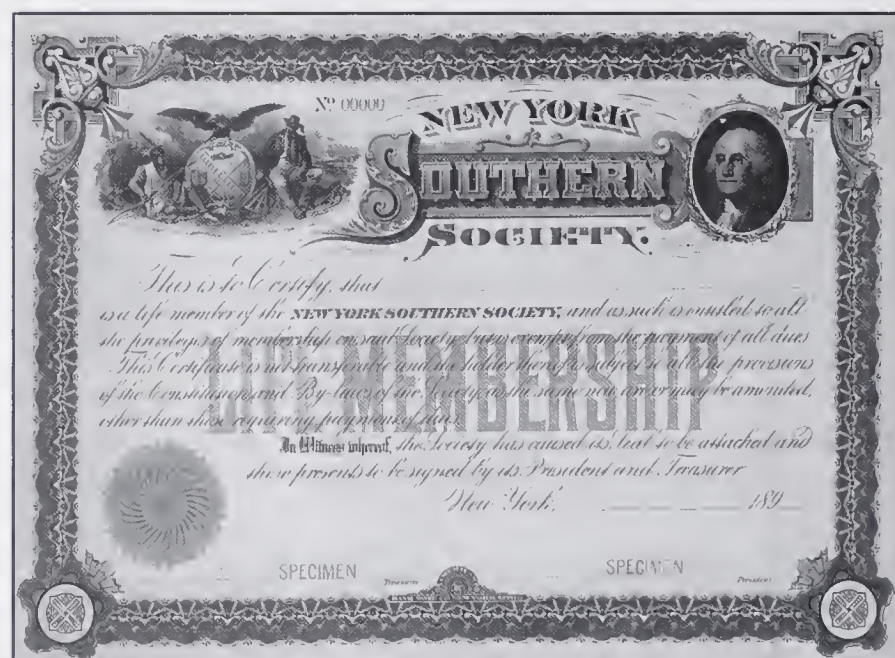 No 00000
NEW YORK
SOUTHERN
SOCIETY.
This is to Certify, that
is a life member of the NEW YORK SOUTHERN SOCIETY, and as such is entitled to all
the privileges of membership in said Society, being exempt from the payment of all dues
This Certificate is not transferable and the holder thereof is subject to all the provisions
of the Constitution and By-laws of the Society as the same now are or may be amended,
other than those requiring payment of dues.
LIFE MEMBERSHIP
In Witness whereof, the Society has caused its Seal to be attached and
these presents to be signed by its President and Treasurer
New York, 189
SPECIMEN Treasurer SPECIMEN President